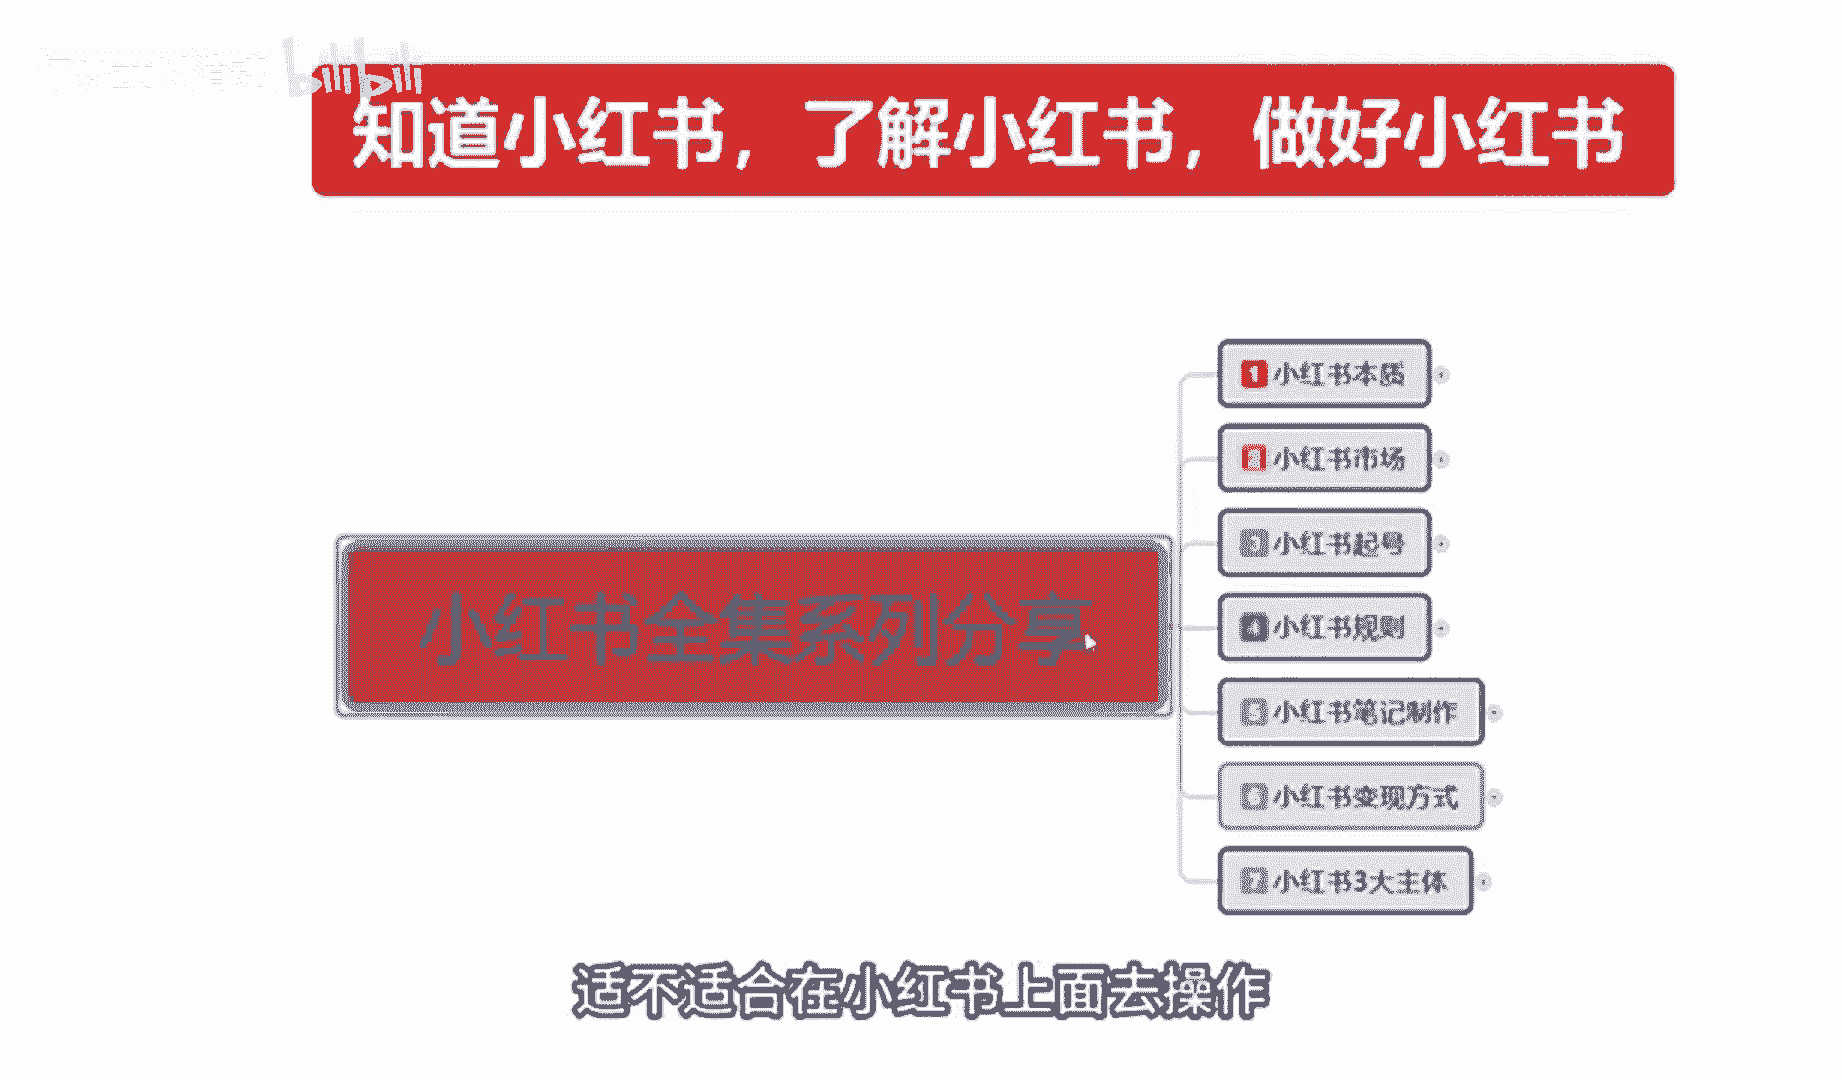 bilibili
知道小红书，了解小红书，做好小红书
小红书全集系列分享
1 小红书本质
小红书市场
3 小红书起号
4 小红书规则
5 小红书笔记制作
6 小红书变现方式
7 小红书3大主体
适不适合在小红书上面去操作